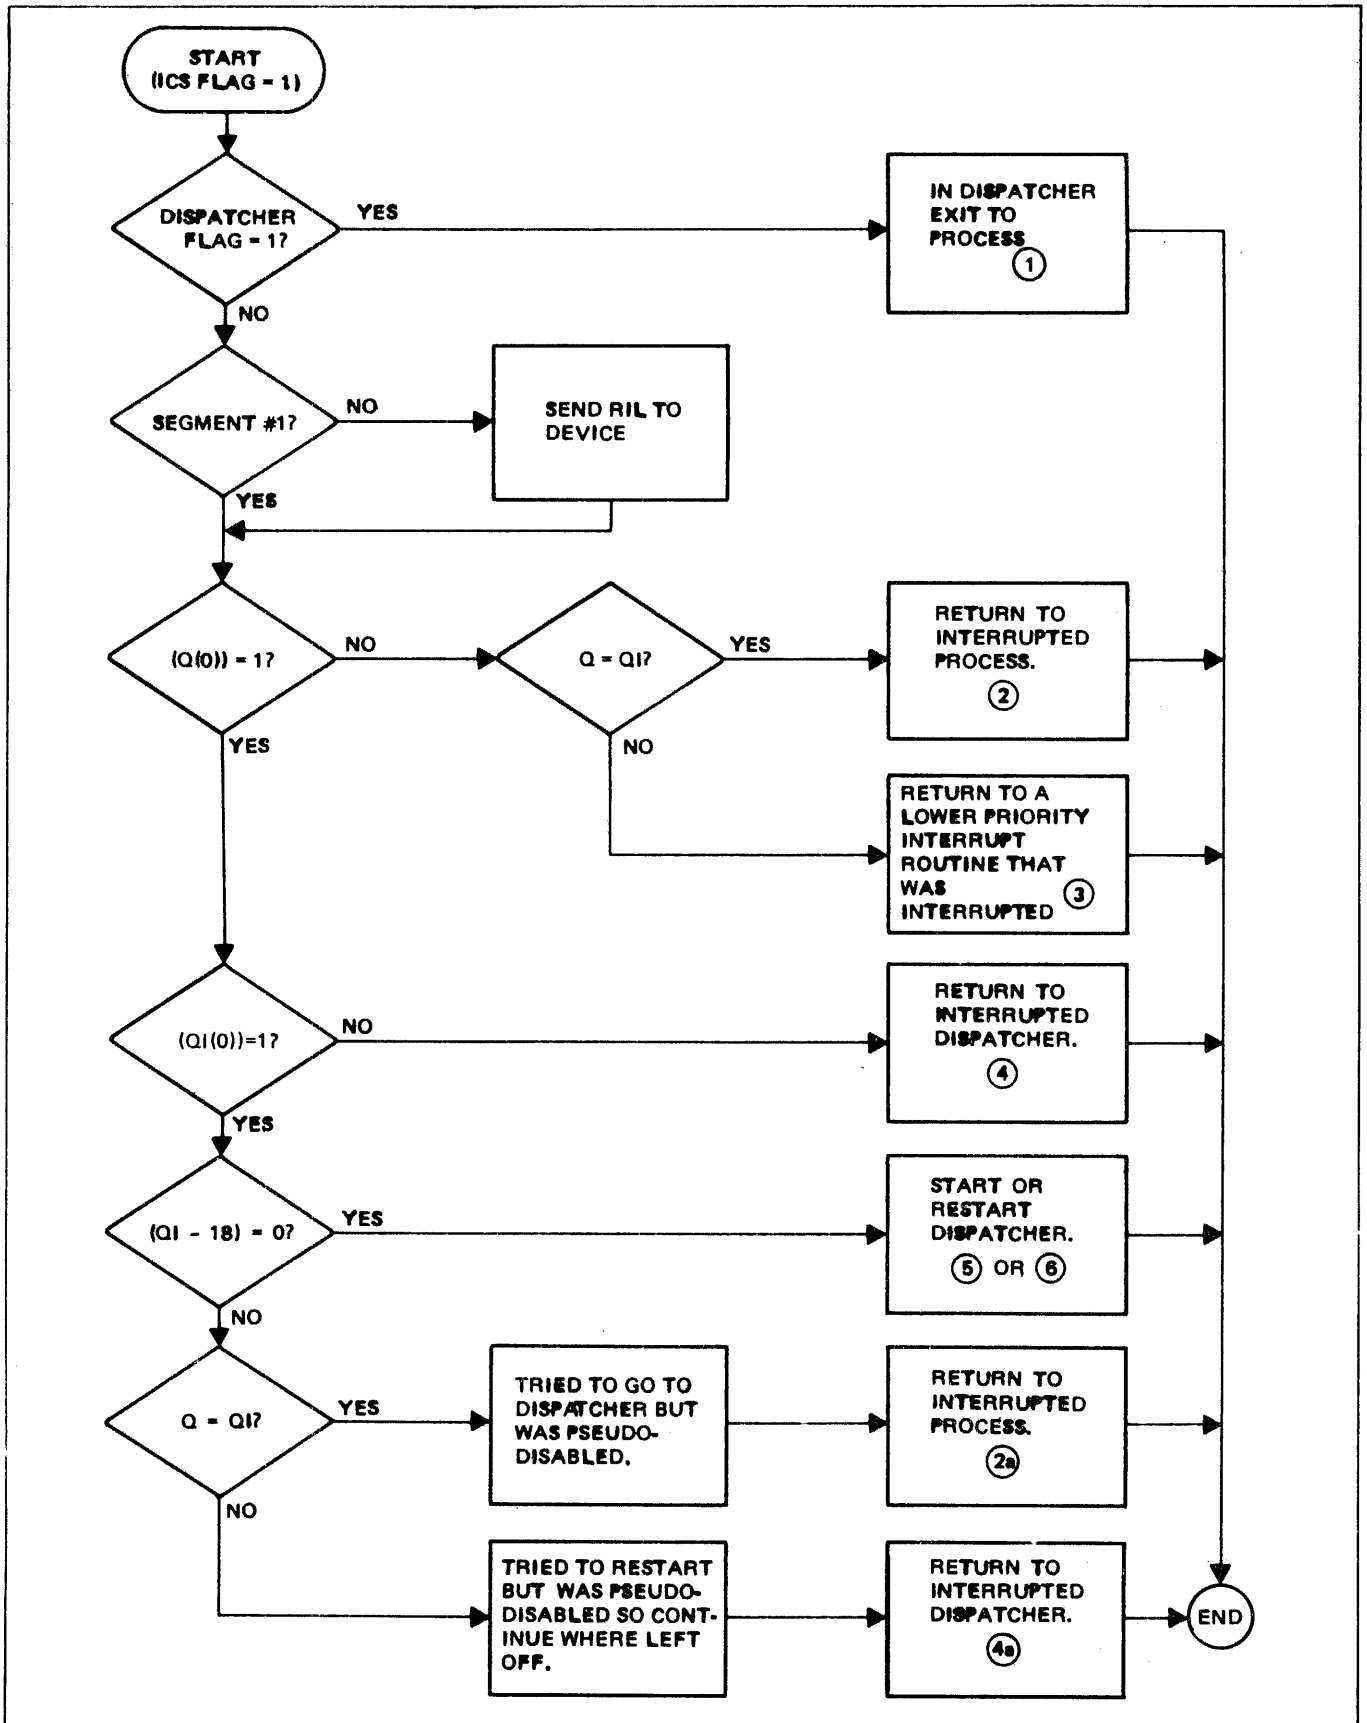 START
(ICS FLAG = 1)
DISPATCHER
FLAG = 1?
YES
IN DISPATCHER
EXIT TO
PROCESS
1
NO
SEGMENT #1?
NO
SEND RIL TO
DEVICE
YES
(Q(0)) = 1?
NO
Q = QI?
YES
RETURN TO
INTERRUPTED
PROCESS.
2
YES
NO
RETURN TO A
LOWER PRIORITY
INTERRUPT
ROUTINE THAT
WAS
INTERRUPTED
3
(QI(0))=1?
NO
RETURN TO
INTERRUPTED
DISPATCHER.
4
YES
(QI - 18) = 0?
YES
START OR
RESTART
DISPATCHER.
5 OR 6
NO
Q = QI?
YES
TRIED TO GO TO
DISPATCHER BUT
WAS PSEUDO-
DISABLED.
RETURN TO
INTERRUPTED
PROCESS.
2a
NO
TRIED TO RESTART
BUT WAS PSEUDO-
DISABLED SO CONT-
INUE WHERE LEFT
OFF.
RETURN TO
INTERRUPTED
DISPATCHER.
4a
END